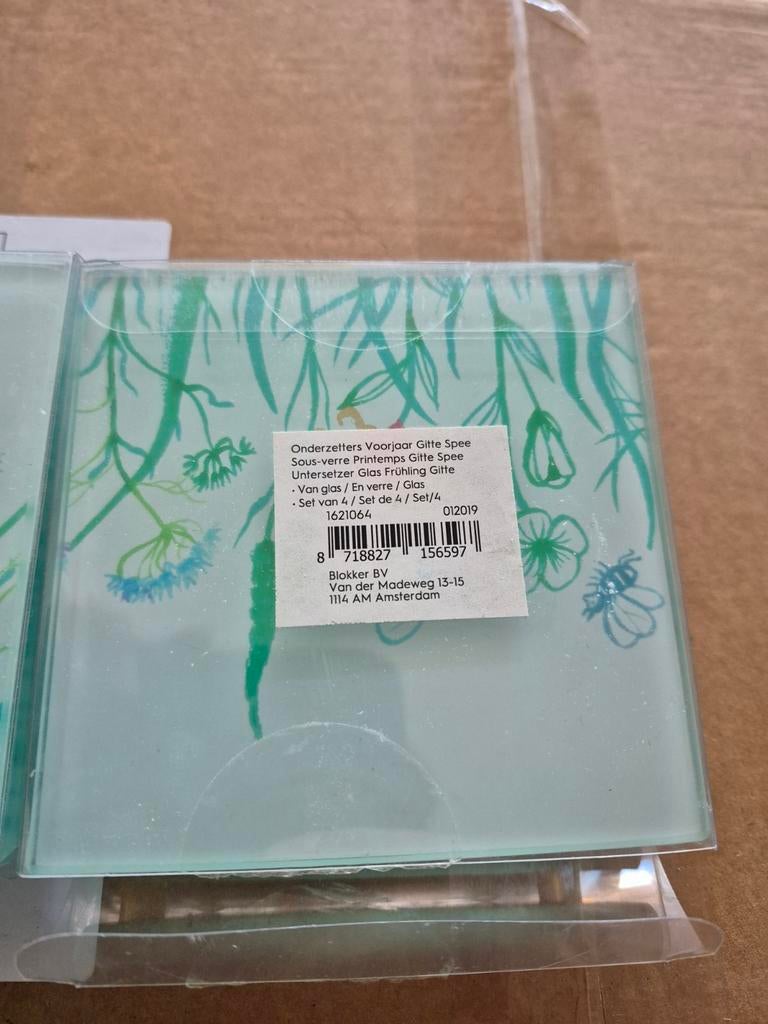 Onderzetters Voorjaar Gitte Spee
Sous-verre Printemps Gitte Spee
Untersetzer Glas Frühling Gitte
• Van glas / En verre / Glas
• Set van 4 / Set de 4 / Set/4
1621064 012019
8 718827 156597
Blokker BV
Van der Madeweg 13-15
1114 AM Amsterdam